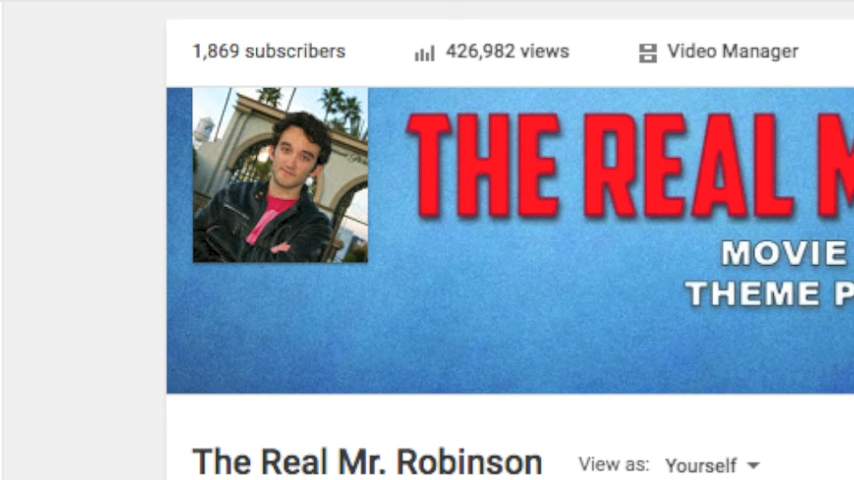 1,869 subscribers 426,982 views Video Manager
THE REAL
MOVIE
THEME P
The Real Mr. Robinson View as: Yourself